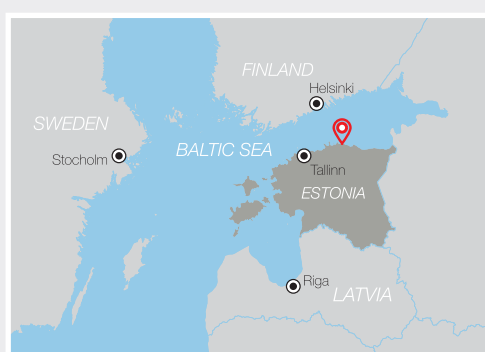 FINLAND
Helsinki
SWEDEN
BALTIC SEA
Stocholm
Tallinn
ESTONIA
Riga
LATVIA